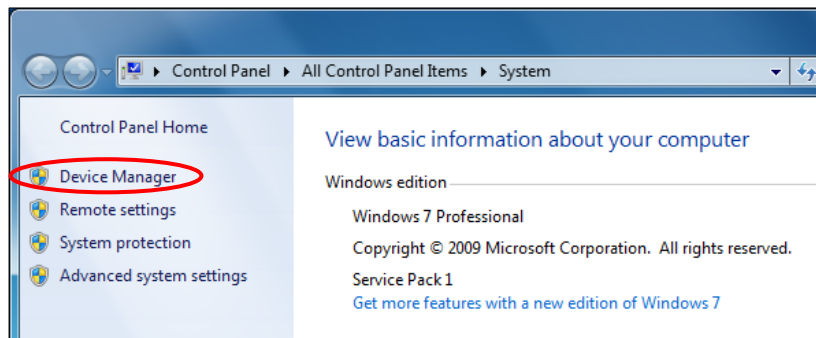 Control Panel All Control Panel Items System
Control Panel Home
Device Manager
Remote settings
System protection
Advanced system settings
View basic information about your computer
Windows edition
Windows 7 Professional
Copyright © 2009 Microsoft Corporation. All rights reserved.
Service Pack 1
Get more features with a new edition of Windows 7